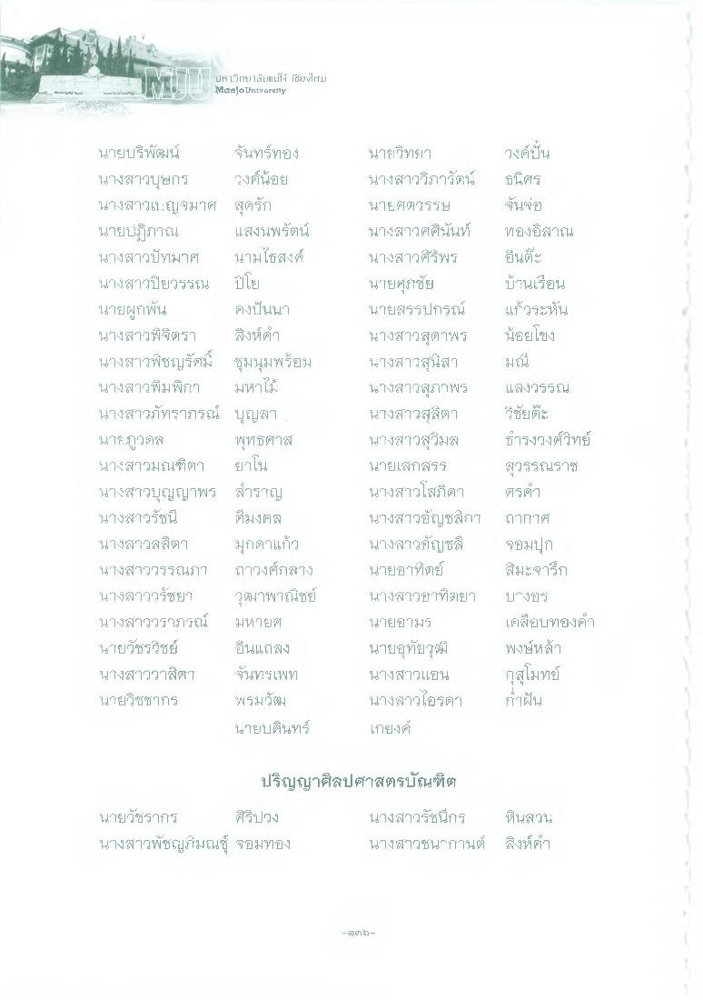 MJU มหาวิทยาลัยแม่โจ้ เชียงใหม่
Maejo University
นายบริพัฒน์ จันทร์ทอง นายวิทยา วงค์ปั๋น
นางสาวบุษกร วงศ์น้อย นางสาววิภารัตน์ ธนิศร
นางสาวเบญจมาศ สุดรัก นายศตวรรษ จันจ่อ
นายปฏิภาณ แสงนพรัตน์ นางสาวศศินันท์ ทองอิสาณ
นางสาวปัทมาศ นามไธสงค์ นางสาวศิริพร อินต๊ะ
นางสาวปิยวรรณ ปิโย นายศุภชัย บ้านเรือน
นายผูกพัน คงปันนา นายสรรปกรณ์ แก้วระหัน
นางสาวพิจิตรา สิงห์คำ นางสาวสุดาพร น้อยโขง
นางสาวพิชญรัศมิ์ ชุมนุมพร้อม นางสาวสุนิสา มณี
นางสาวพิมพิกา มหาไม้ นางสาวสุภาพร แสงวรรณ
นางสาวภัทราภรณ์ บุญลา นางสาวสุสิตา วิชัยต๊ะ
นายภูวดล พุทธศาส นางสาวสุวิมล ธำรงวงศ์วิทย์
นางสาวมณฑิตา ยาโน นายเสกสรร สุวรรณราช
นางสาวบุญญาพร สำราญ นางสาวโสภิดา ศรคำ
นางสาวรัชนี ดีมงคล นางสาวอัญชลิกา ถากาศ
นางสาวลลิตา มุกดาแก้ว นางสาวอัญชลี จอมปุก
นางสาววรรณภา ถาวงศ์กลาง นายอาทิตย์ สิมะจารึก
นางสาววรัชยา วุฒาพาณิชย์ นางสาวอาทิตยา บางอร
นางสาววราภรณ์ มหายศ นายอามร เคลือบทองคำ
นายวัชรวิชย์ อินแถลง นายอุทัยวุฒิ พงษ์หล้า
นางสาววาสิตา จันทรเพท นางสาวแอน กุสุโมทย์
นายวิชชากร พรมวัฒ นางสาวไอรดา ก๋ำฝัน
นายบดินทร์ เกยงค์
ปริญญาศิลปศาสตรบัณฑิต
นายวัชรากร ศิริปวง นางสาวรัชนีกร หินสวน
นางสาวพัชญภิมณชุ์ จอมทอง นางสาวชนากานต์ สิงห์คำ
-๑๓๖-